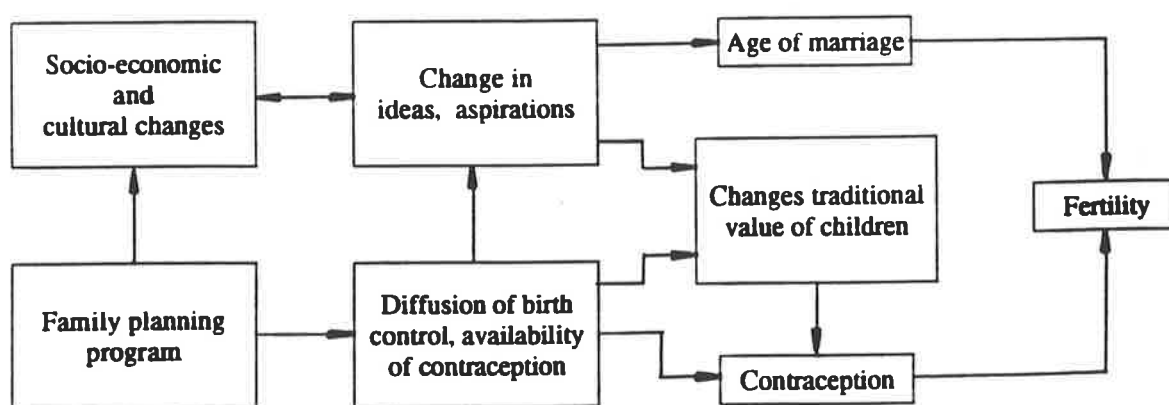 Socio-economic
and
cultural changes
Change in
ideas, aspirations
Age of marriage
Changes traditional
value of children
Fertility
Family planning
program
Diffusion of birth
control, availability
of contraception
Contraception